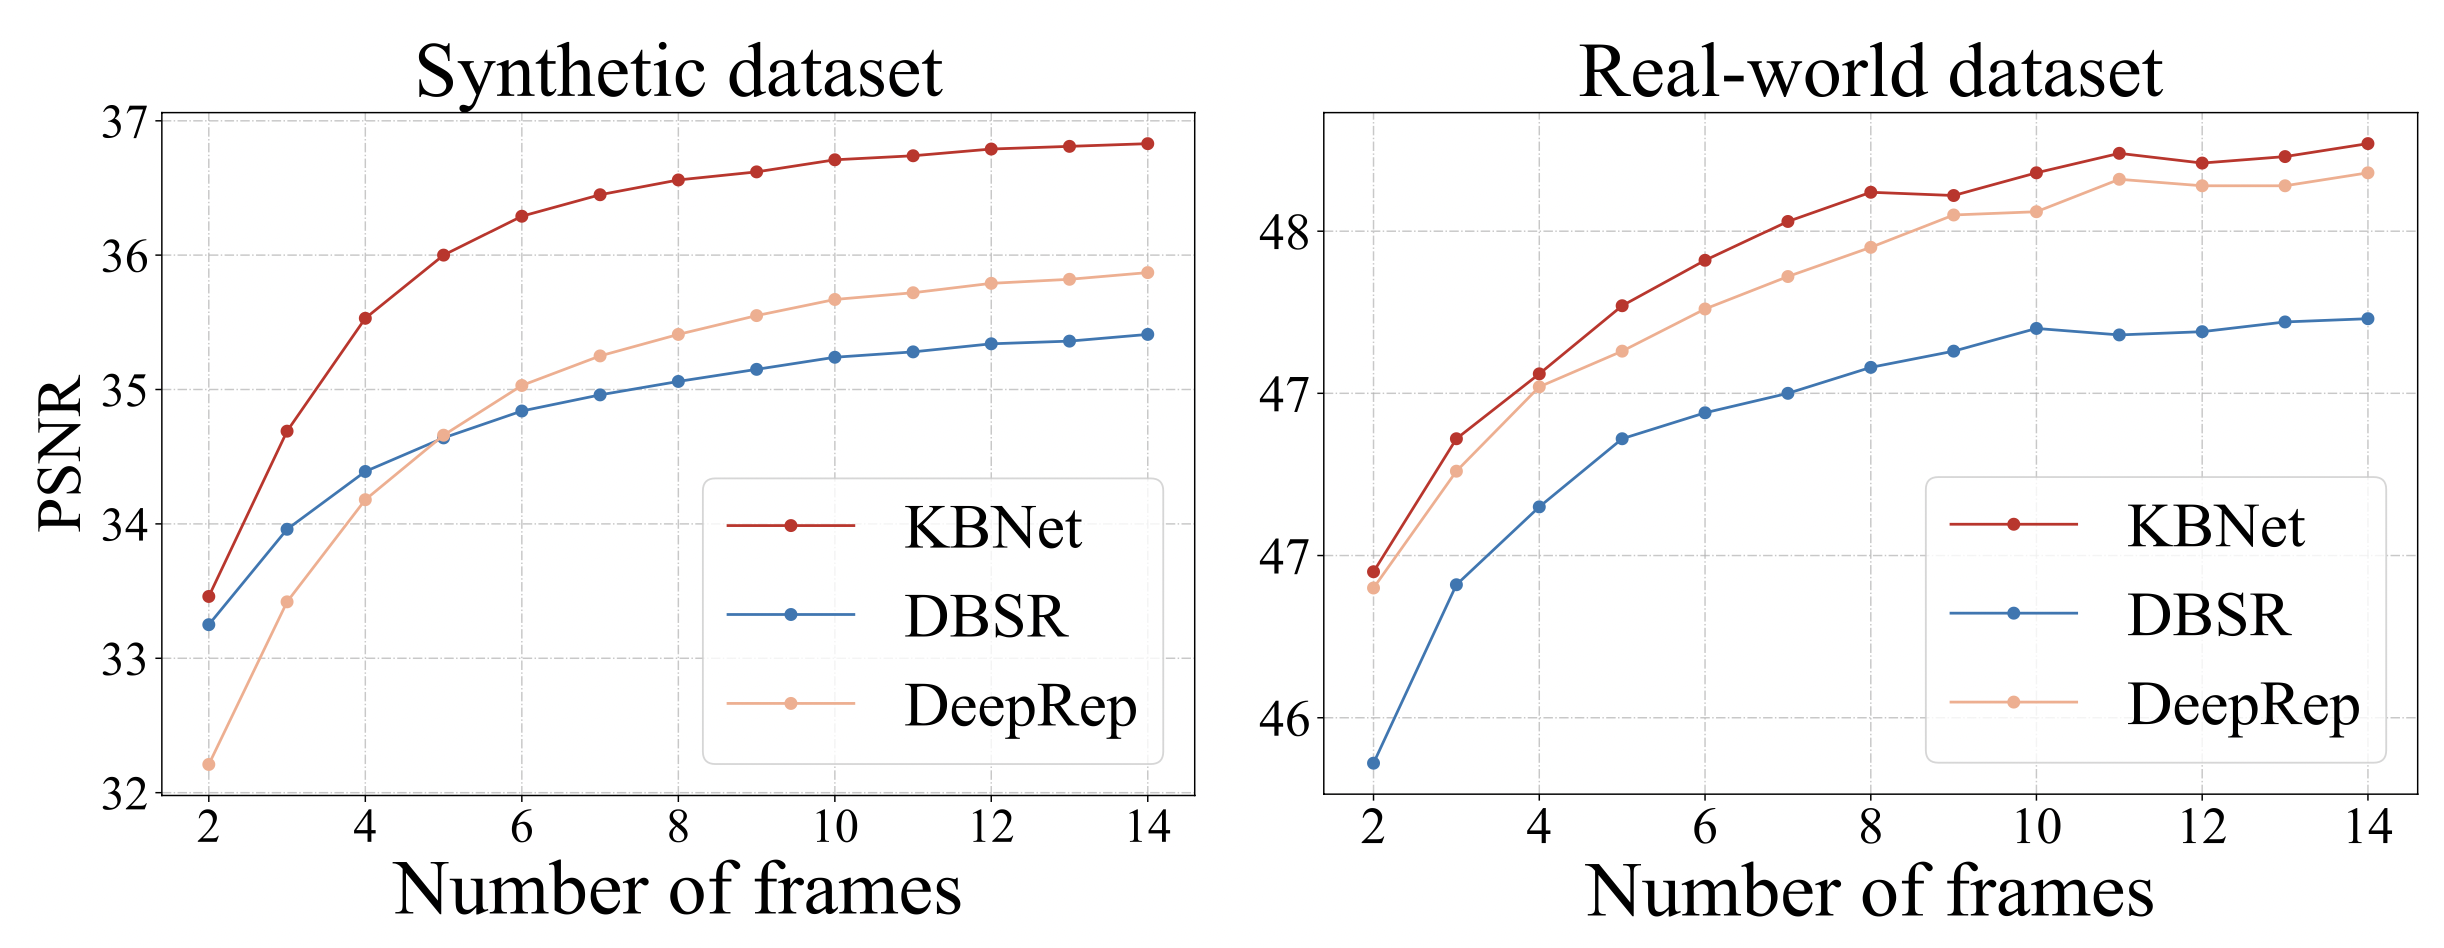 Synthetic dataset
37
36
35
34
33
32
PSNR
KBNet
DBSR
DeepRep
2 4 6 8 10 12 14
Number of frames
Real-world dataset
48
47
47
46
KBNet
DBSR
DeepRep
2 4 6 8 10 12 14
Number of frames